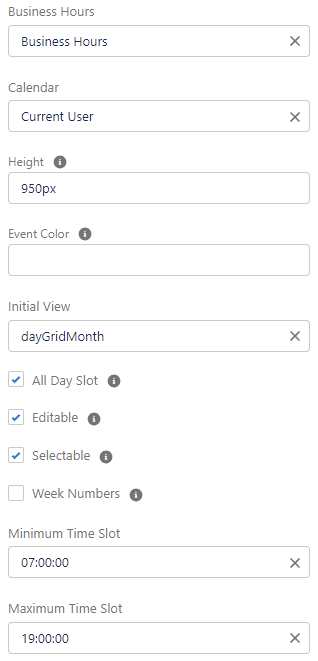 Business Hours
Business Hours
Calendar
Current User
Height
950px
Event Color
Initial View
dayGridMonth
All Day Slot
Editable
Selectable
Week Numbers
Minimum Time Slot
07:00:00
Maximum Time Slot
19:00:00